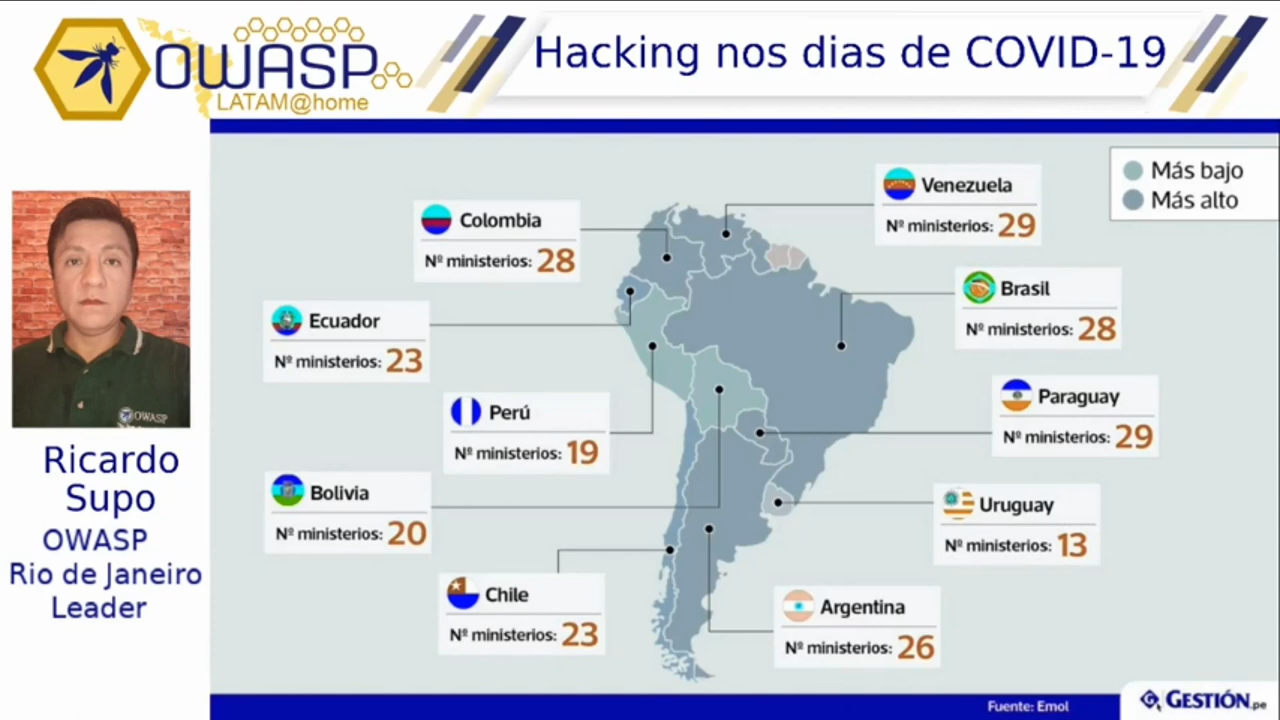 OWASP
LATAM@home
Hacking nos dias de COVID-19
OWASP
Ricardo
Supo
OWASP
Rio de Janeiro
Leader
Más bajo
Más alto
Venezuela
Nº ministerios: 29
Colombia
Nº ministerios: 28
Brasil
Nº ministerios: 28
Ecuador
Nº ministerios: 23
Paraguay
Nº ministerios: 29
Perú
Nº ministerios: 19
Bolivia
Nº ministerios: 20
Uruguay
Nº ministerios: 13
Chile
Nº ministerios: 23
Argentina
Nº ministerios: 26
Fuente: Emol
GESTIÓN.pe